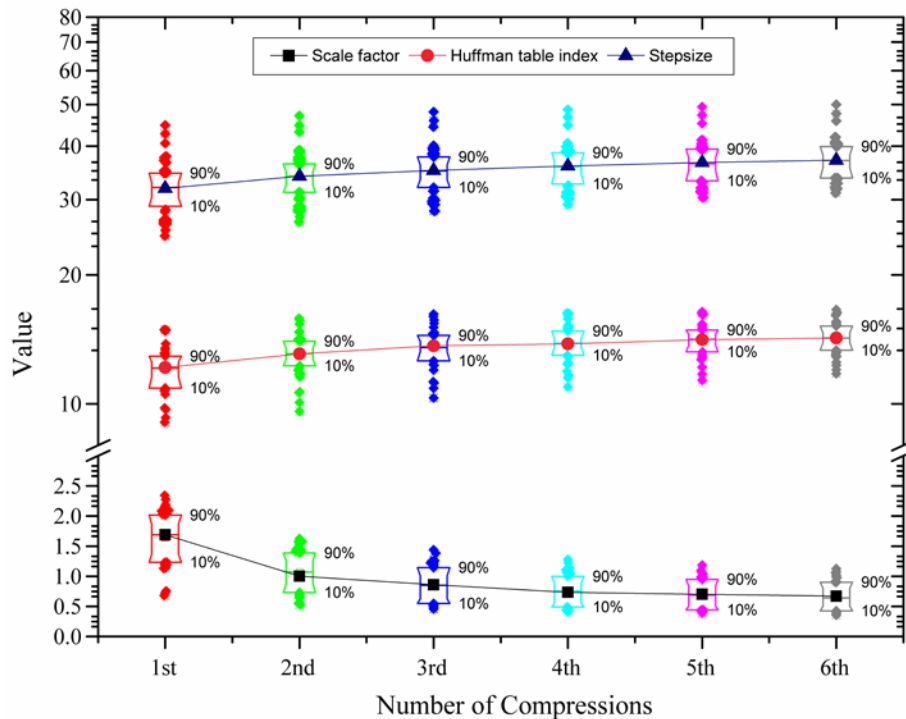 80
70
60
50
40
30
20
10
2.5
2.0
1.5
1.0
0.5
0.0
Value
Scale factor Huffman table index Stepsize
90% 90% 90% 90% 90% 90%
10% 10% 10% 10% 10% 10%
90% 90% 90% 90% 90% 90%
10% 10% 10% 10% 10% 10%
90% 90% 90% 90% 90% 90%
10% 10% 10% 10% 10% 10%
1st 2nd 3rd 4th 5th 6th
Number of Compressions